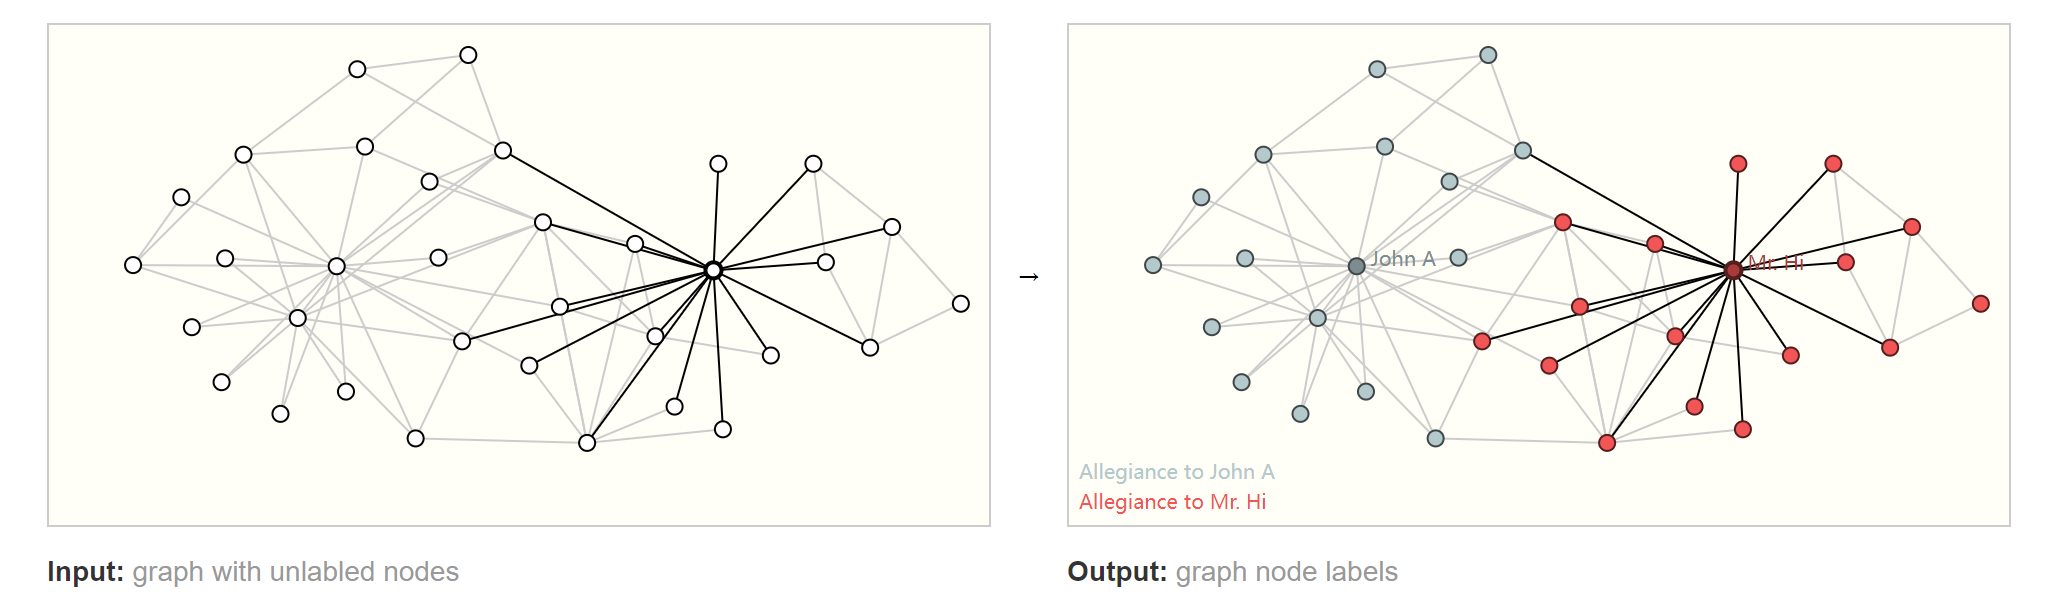 John A
Mr. Hi
→
Allegiance to John A
Allegiance to Mr. Hi
Input: graph with unlabled nodes
Output: graph node labels